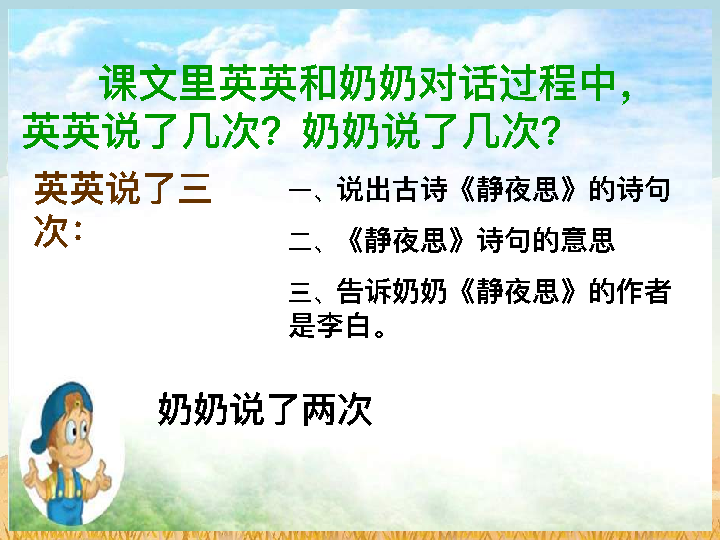 课文里英英和奶奶对话过程中，
英英说了几次？奶奶说了几次？
英英说了三
次：
一、说出古诗《静夜思》的诗句
二、《静夜思》诗句的意思
三、告诉奶奶《静夜思》的作者
是李白。
奶奶说了两次